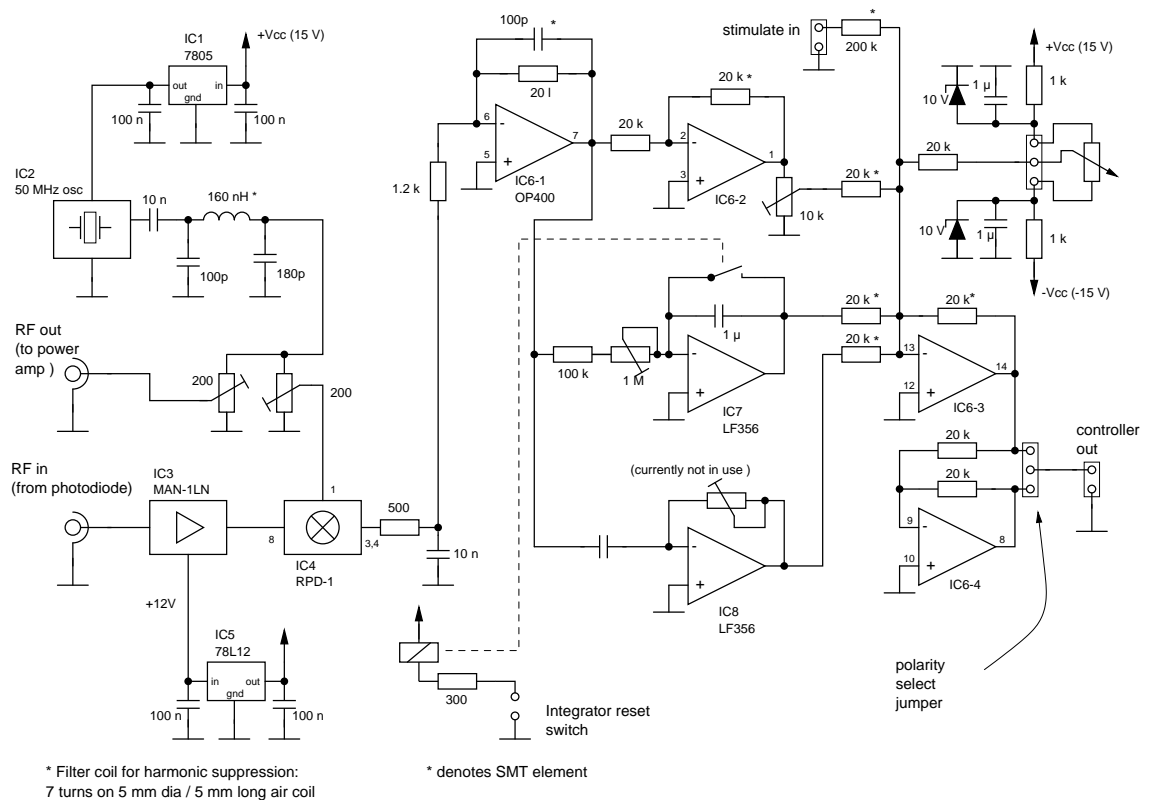 IC1
7805
+Vcc (15 V)
out
in
gnd
100 n
100 n
IC2
50 MHz osc
10 n
160 nH *
100p
180p
RF out
(to power
amp )
200
200
RF in
(from photodiode)
IC3
MAN-1LN
8
1
3,4
IC4
RPD-1
500
10 n
+12V
IC5
78L12
in
out
gnd
100 n
100 n
300
Integrator reset
switch
1.2 k
100p
*
20 l
6
-
5
+
7
IC6-1
OP400
20 k
20 k *
2
-
3
+
1
IC6-2
10 k
20 k *
stimulate in
*
200 k
+Vcc (15 V)
10 V
1 µ
1 k
20 k
10 V
1 µ
1 k
-Vcc (-15 V)
100 k
1 M
1 µ
-
+
IC7
LF356
20 k *
20 k *
20 k*
13
-
12
+
14
IC6-3
(currently not in use )
-
+
IC8
LF356
20 k
20 k
9
-
10
+
8
IC6-4
controller
out
polarity
select
jumper
* Filter coil for harmonic suppression:
7 turns on 5 mm dia / 5 mm long air coil
* denotes SMT element